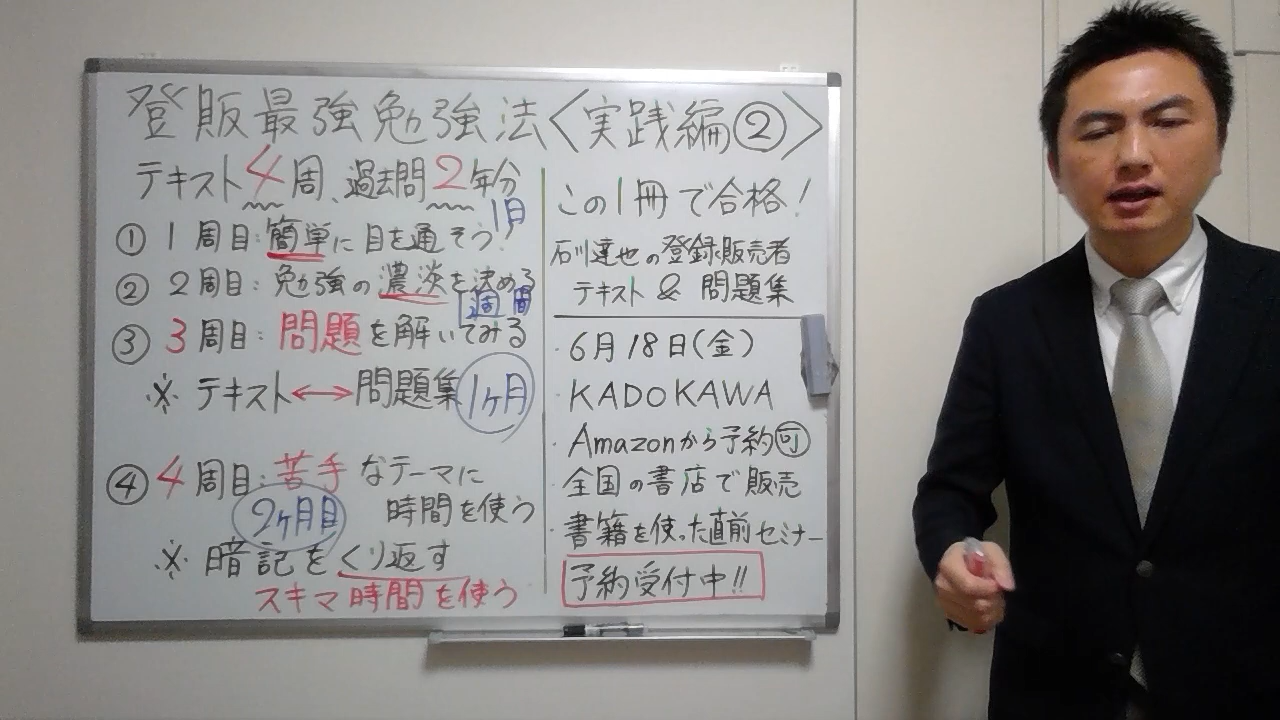 登販最強勉強法〈実践編②〉
テキスト4周、過去問2年分
① 1周目:簡単に目を通そう!
1月
② 2周目:勉強の濃淡を決める
週間
③ 3周目:問題を解いてみる
※ テキスト↔問題集
1ヶ月
④ 4周目:苦手なテーマに
時間を使う
2ヶ月目
※ 暗記をくり返す
スキマ時間を使う
この1冊で合格!
石川達也の登録販売者
テキスト & 問題集
・6月18日(金)
KADOKAWA
・Amazonから予約可
・全国の書店で販売
・書籍を使った直前セミナー
予約受付中!!